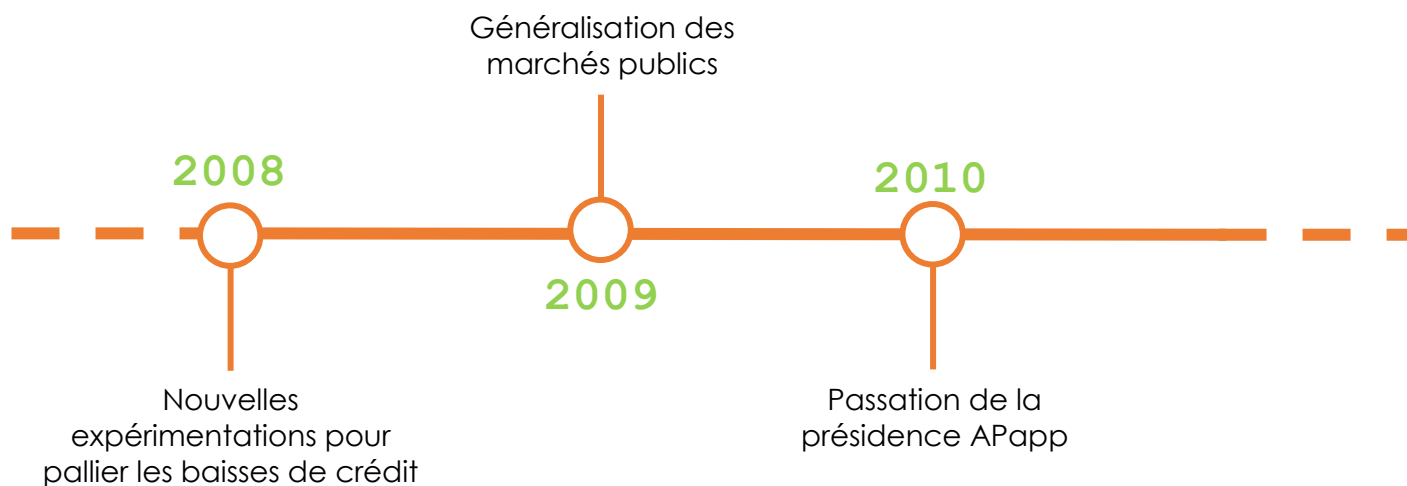 Généralisation des
marchés publics
2008
2010
2009
Nouvelles
expérimentations pour
pallier les baisses de crédit
Passation de la
présidence APapp